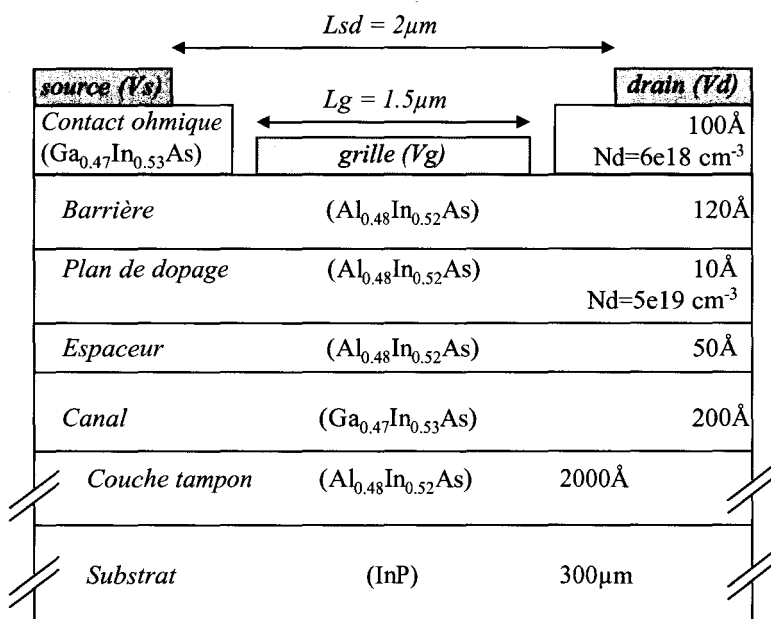 Lsd = 2µm
source (Vs)
drain (Vd)
Lg = 1.5µm
Contact ohmique
(Ga0.47In0.53As)
grille (Vg)
100Å
Nd=6e18 cm-3
Barrière (Al0.48In0.52As) 120Å
Plan de dopage (Al0.48In0.52As) 10Å
Nd=5e19 cm-3
Espaceur (Al0.48In0.52As) 50Å
Canal (Ga0.47In0.53As) 200Å
Couche tampon (Al0.48In0.52As) 2000Å
Substrat (InP) 300µm